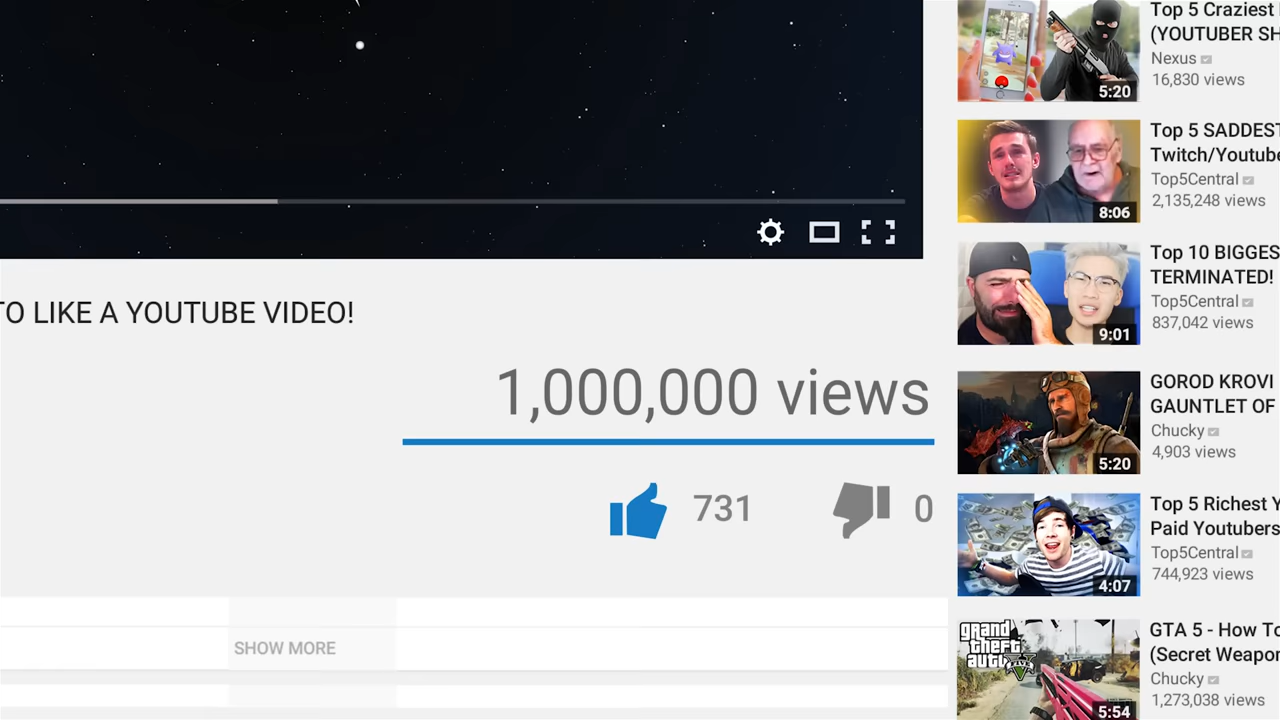 TO LIKE A YOUTUBE VIDEO!
1,000,000 views
731
0
SHOW MORE
Top 5 Craziest
(YOUTUBER SH
Nexus
16,830 views
5:20
Top 5 SADDEST
Twitch/Youtube
Top5Central
2,135,248 views
8:06
Top 10 BIGGES
TERMINATED!
Top5Central
837,042 views
9:01
GOROD KROVI
GAUNTLET OF
Chucky
4,903 views
5:20
Top 5 Richest Y
Paid Youtubers
Top5Central
744,923 views
4:07
grand
theft
auto
FIVE
GTA 5 - How To
(Secret Weapon
Chucky
1,273,038 views
5:54